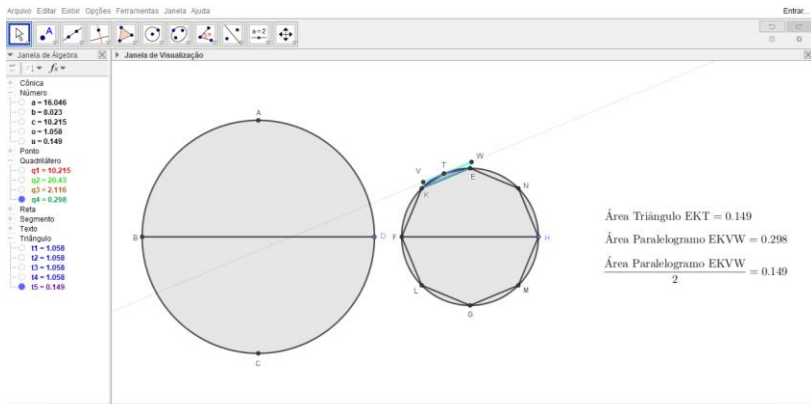 Arquivo Editar Exibir Opções Ferramentas Janela Ajuda
Entrar...
a=2
Janela de Álgebra
Janela de Visualização
fx
Cônica
Número
a = 16.046
b = 8.023
c = 10.215
o = 1.058
u = 0.149
Ponto
Quadrilátero
q1 = 10.215
q2 = 20.43
q3 = 2.116
q4 = 0.298
Reta
Segmento
Texto
Triângulo
t1 = 1.058
t2 = 1.058
t3 = 1.058
t4 = 1.058
t5 = 0.149
A
B
D
C
V
T
W
E
K
N
F
H
L
M
G
Área Triângulo EKT = 0.149
Área Paralelogramo EKVW = 0.298
Área Paralelogramo EKVW
2
= 0.149